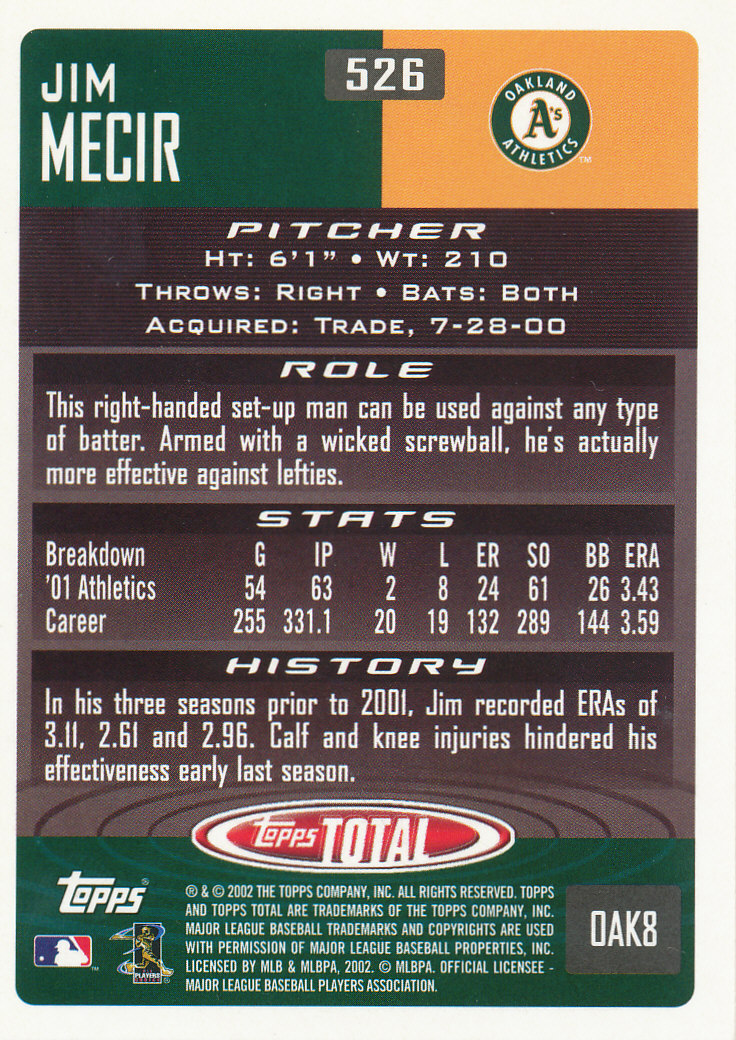 JIM
MECIR
526
OAKLAND
A's
ATHLETICS
TM
PITCHER
HT: 6'1" • WT: 210
THROWS: RIGHT • BATS: BOTH
ACQUIRED: TRADE, 7-28-00
ROLE
This right-handed set-up man can be used against any type
of batter. Armed with a wicked screwball, he's actually
more effective against lefties.
STATS
Breakdown G IP W L ER SO BB ERA
'01 Athletics 54 63 2 8 24 61 26 3.43
Career 255 331.1 20 19 132 289 144 3.59
HISTORY
In his three seasons prior to 2001, Jim recorded ERAs of
3.11, 2.61 and 2.96. Calf and knee injuries hindered his
effectiveness early last season.
Topps TOTAL
Topps®
® & © 2002 THE TOPPS COMPANY, INC. ALL RIGHTS RESERVED. TOPPS
AND TOPPS TOTAL ARE TRADEMARKS OF THE TOPPS COMPANY, INC.
MAJOR LEAGUE BASEBALL TRADEMARKS AND COPYRIGHTS ARE USED
WITH PERMISSION OF MAJOR LEAGUE BASEBALL PROPERTIES, INC.
LICENSED BY MLB & MLBPA, 2002. © MLBPA. OFFICIAL LICENSEE -
MAJOR LEAGUE BASEBALL PLAYERS ASSOCIATION.
TM
PLAYERS
OAK8